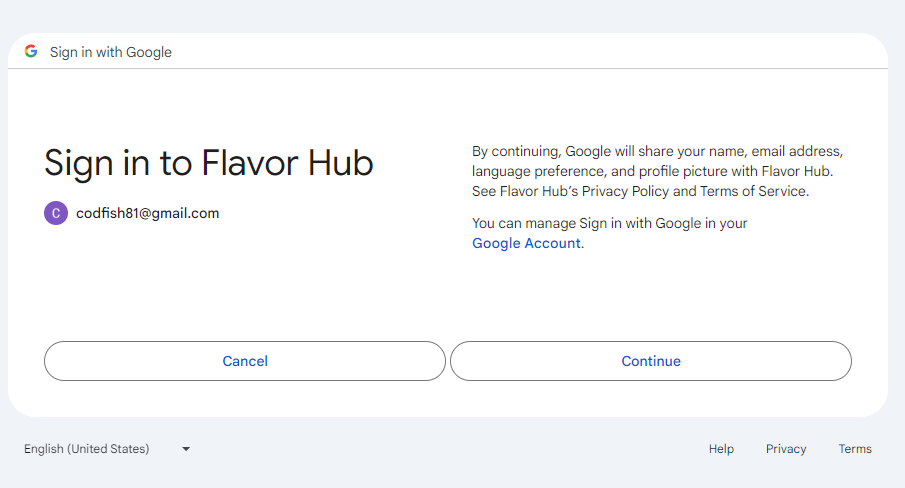 Sign in with Google
Sign in to Flavor Hub
C codfish81@gmail.com
By continuing, Google will share your name, email address,
language preference, and profile picture with Flavor Hub.
See Flavor Hub's Privacy Policy and Terms of Service.
You can manage Sign in with Google in your
Google Account.
Cancel
Continue
English (United States)
Help
Privacy
Terms